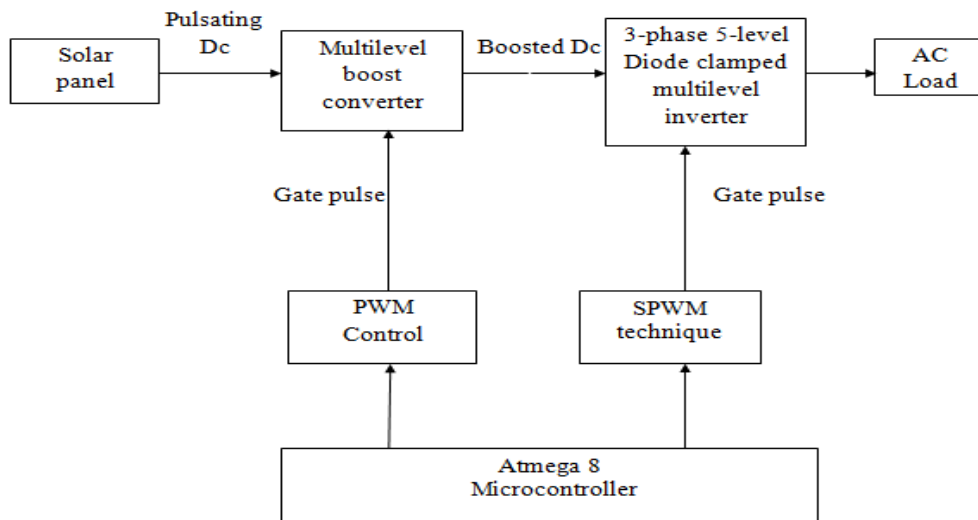 Solar
panel
Pulsating
Dc
Multilevel
boost
converter
Boosted Dc
3-phase 5-level
Diode clamped
multilevel
inverter
AC
Load
Gate pulse
Gate pulse
PWM
Control
SPWM
technique
Atmega 8
Microcontroller